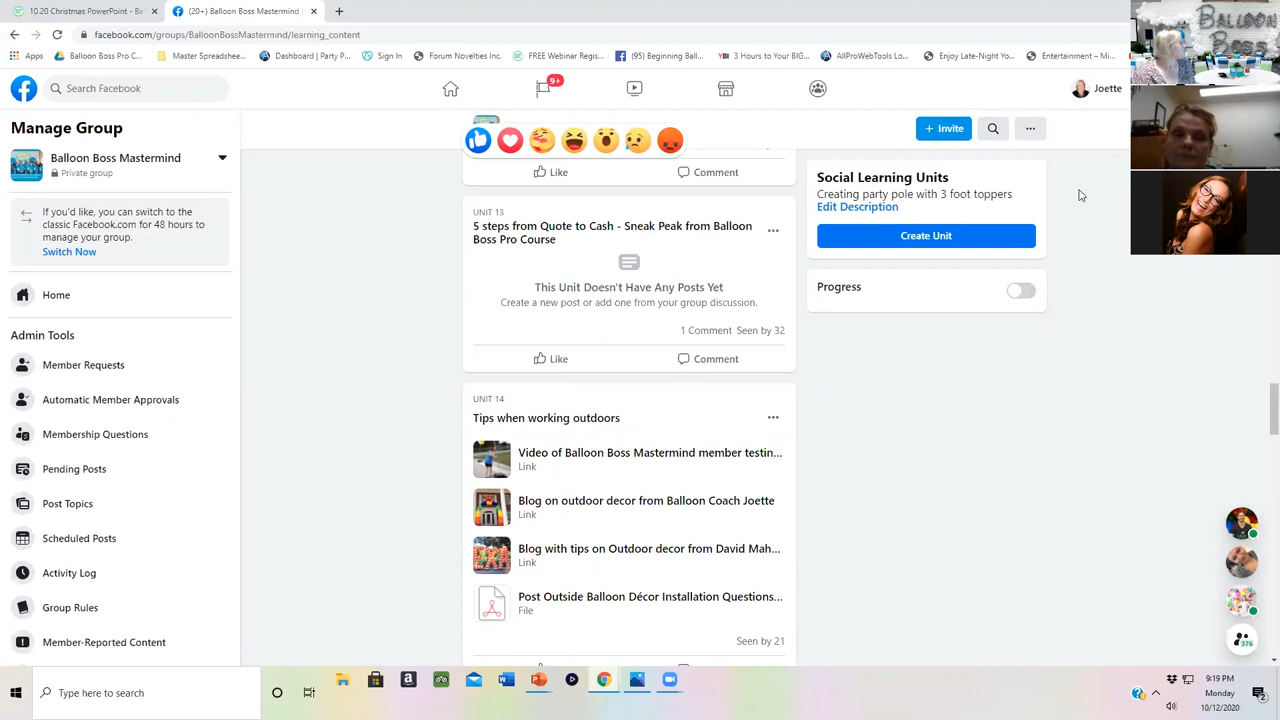 10.20 Christmas PowerPoint - Bal
(20+) Balloon Boss Mastermind |
facebook.com/groups/BalloonBossMastermind/learning_content
Apps
Balloon Boss Pro C...
Master Spreadshee...
Dashboard | Party ...
Sign In
Forum Novelties Inc.
FREE Webinar Regis...
(95) Beginning Ball...
3 Hours to Your BIG...
AllProWebTools Lo...
Enjoy Late-Night Yo...
Entertainment – Mi...
BALLOON
BOSS
Search Facebook
9+
Joette
Manage Group
Balloon Boss Mastermind
Private group
If you'd like, you can switch to the
classic Facebook.com for 48 hours to
manage your group.
Switch Now
Home
Admin Tools
Member Requests
Automatic Member Approvals
Membership Questions
Pending Posts
Post Topics
Scheduled Posts
Activity Log
Group Rules
Member-Reported Content
+ Invite
Like
Comment
UNIT 13
5 steps from Quote to Cash - Sneak Peak from Balloon
Boss Pro Course
This Unit Doesn't Have Any Posts Yet
Create a new post or add one from your group discussion.
1 Comment Seen by 32
Like
Comment
UNIT 14
Tips when working outdoors
Video of Balloon Boss Mastermind member testin...
Link
Blog on outdoor decor from Balloon Coach Joette
Link
Blog with tips on Outdoor decor from David Mah...
Link
Post Outside Balloon Décor Installation Questions...
File
Seen by 21
Social Learning Units
Creating party pole with 3 foot toppers
Edit Description
Create Unit
Progress
376
Type here to search
9:19 PM
Monday
10/12/2020
2